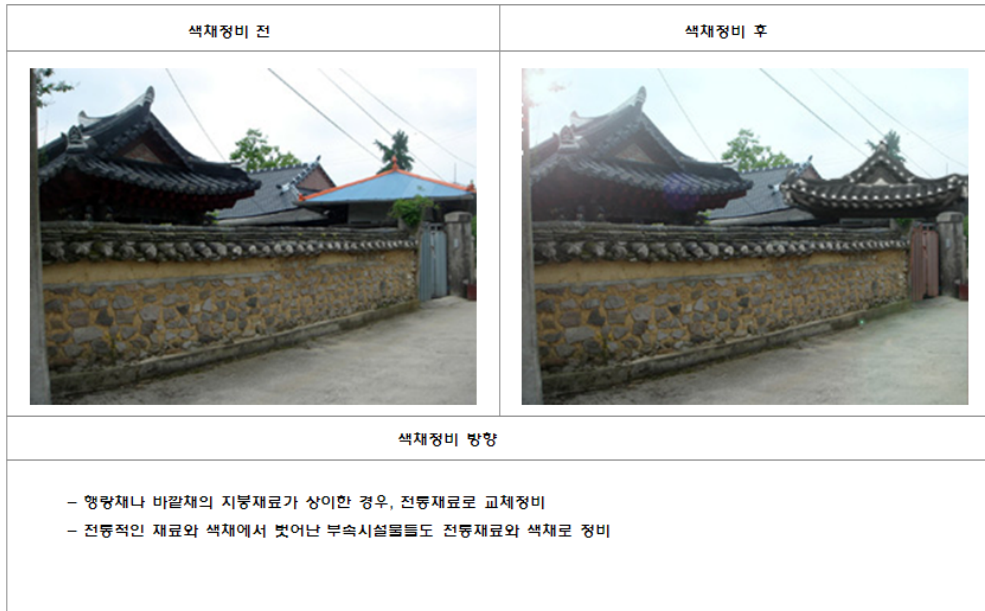 색채정비 전
색채정비 후
색채정비 방향
– 행랑채나 바깥채의 지붕재료가 상이한 경우, 전통재료로 교체정비
– 전통적인 재료와 색채에서 벗어난 부속시설물들도 전통재료와 색채로 정비